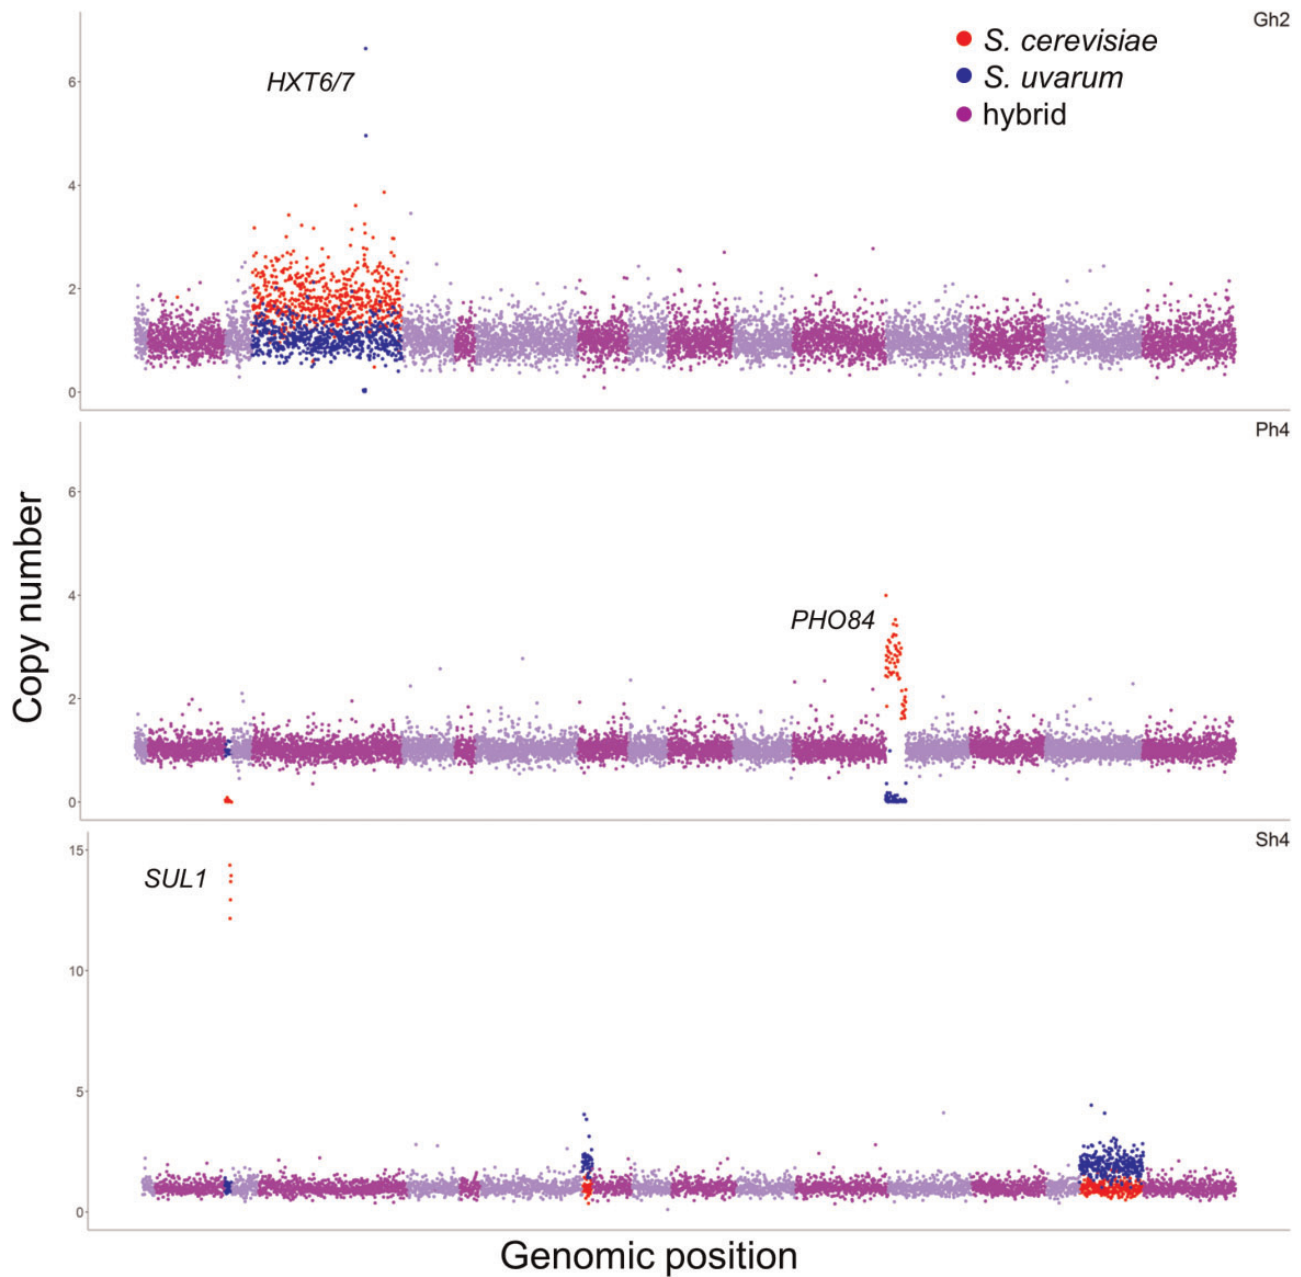 Gh2
S. cerevisiae
S. uvarum
hybrid
HXT6/7
6
4
2
0
Ph4
6
PHO84
4
2
0
Copy number
Sh4
15
SUL1
10
5
0
Genomic position